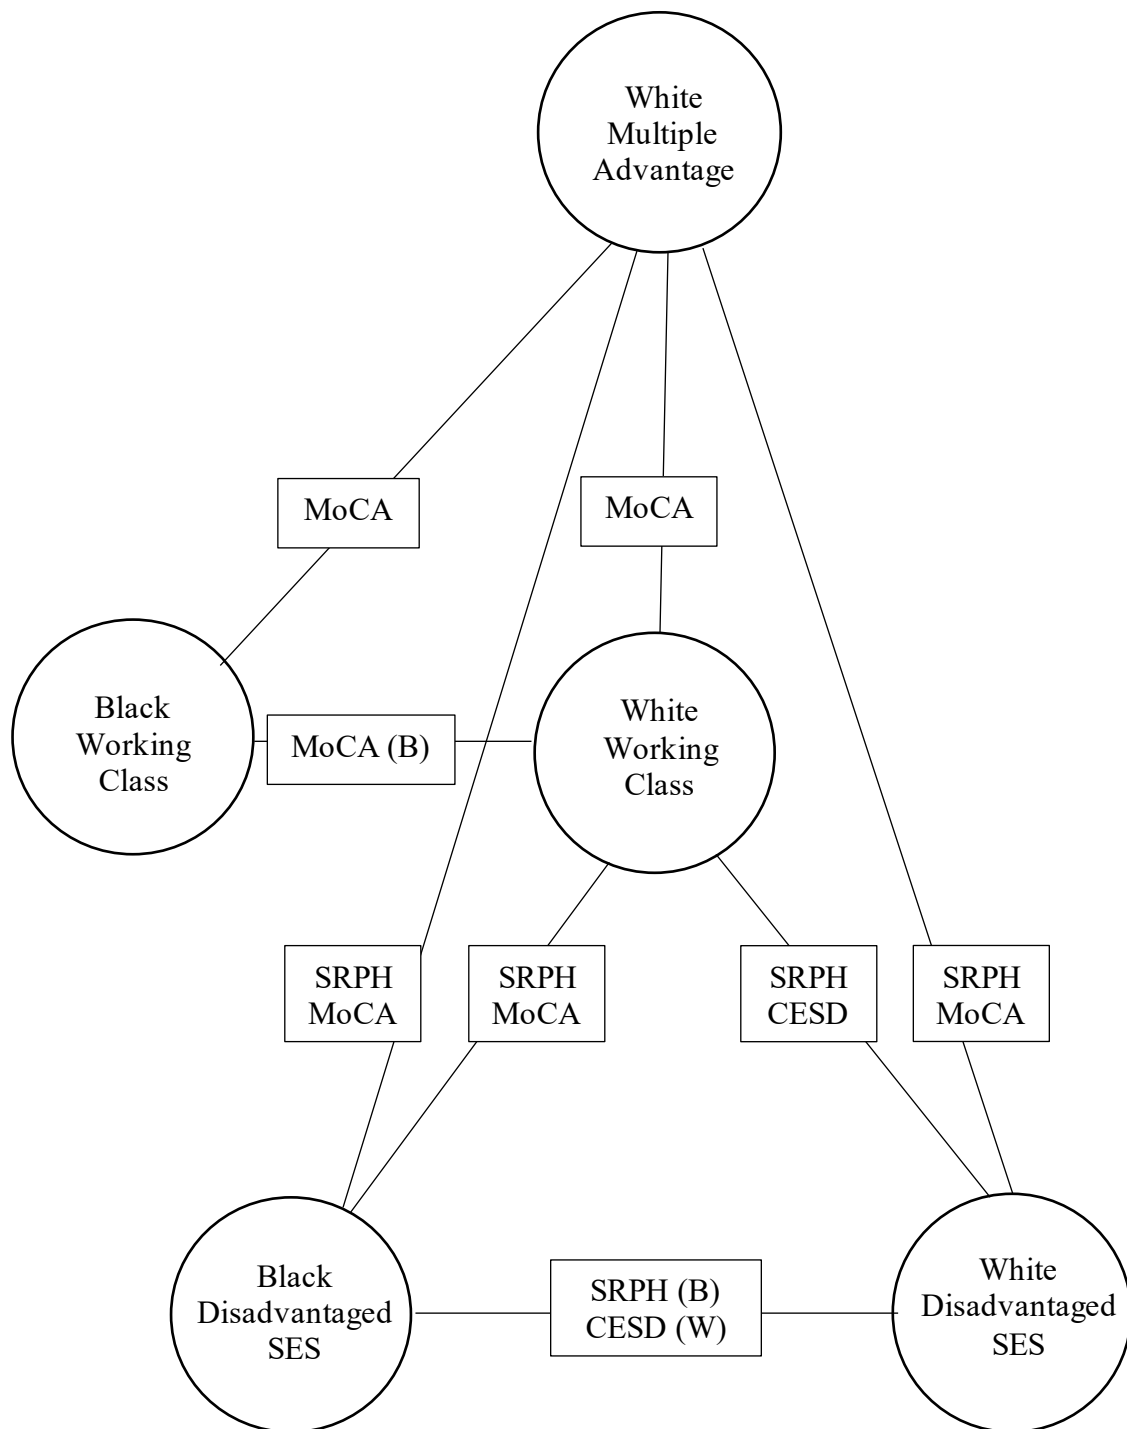 White
Multiple
Advantage
MoCA
MoCA
Black
Working
Class
MoCA (B)
White
Working
Class
SRPH
MoCA
SRPH
MoCA
SRPH
CESD
SRPH
MoCA
Black
Disadvantaged
SES
SRPH (B)
CESD (W)
White
Disadvantaged
SES